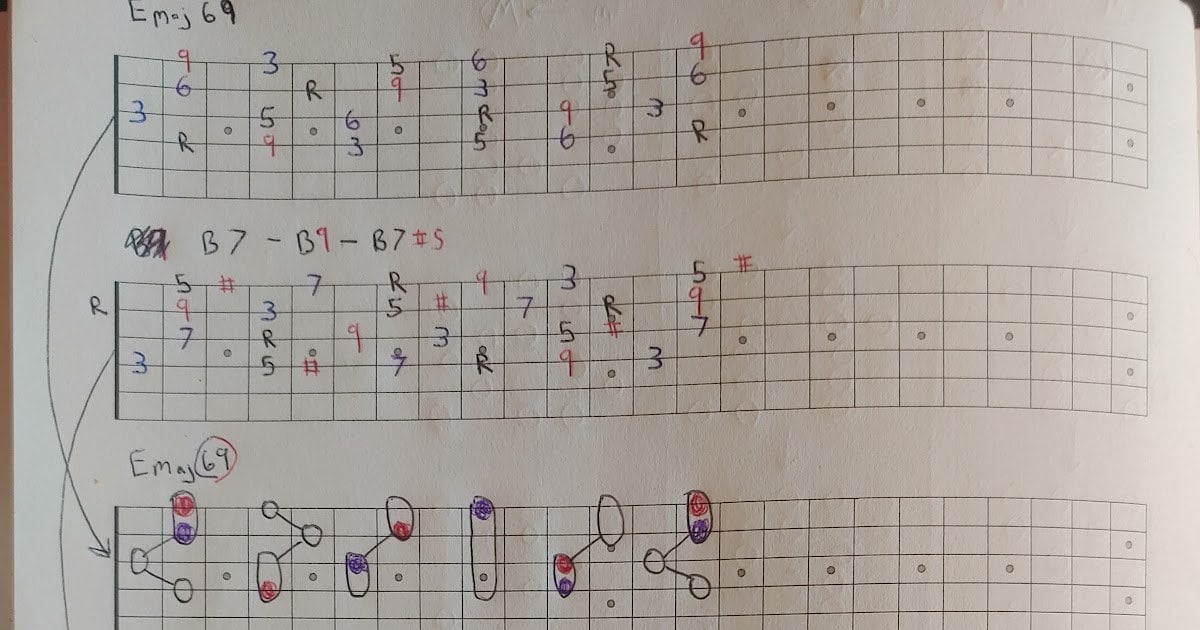 Emaj 69
9 3 5 6 R 9
6 R 9 3 5 6
3 5 6 R 9 3
R 9 3 5 6 R
B7 - B9 - B7#5
5 # 7 R 9 3 5 #
R 9 3 5 # 7 R 9
7 R 9 3 5 # 7
3 5 # 7 R 9 3
Emaj 69